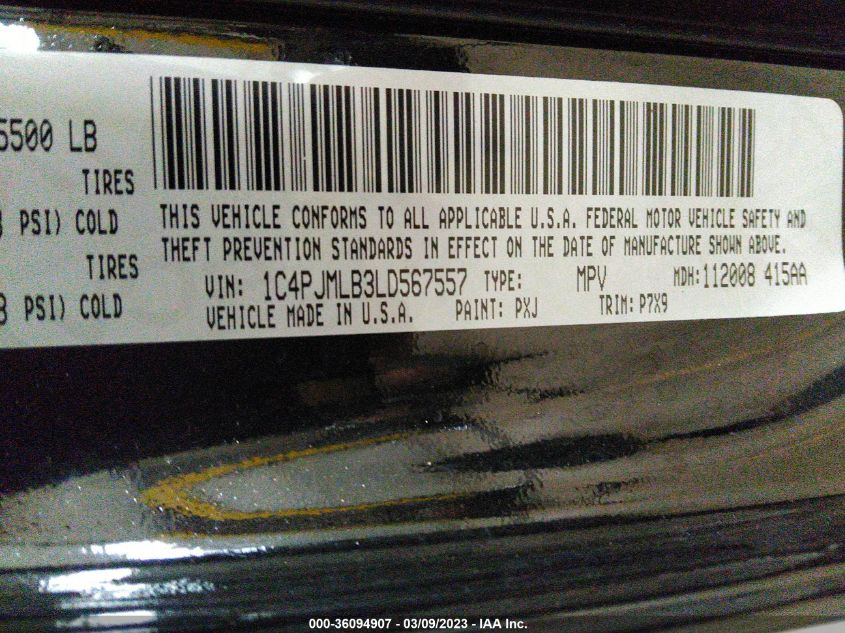 5500 LB
TIRES
PSI) COLD
TIRES
PSI) COLD
THIS VEHICLE CONFORMS TO ALL APPLICABLE U.S.A. FEDERAL MOTOR VEHICLE SAFETY AND
THEFT PREVENTION STANDARDS IN EFFECT ON THE DATE OF MANUFACTURE SHOWN ABOVE.
VIN: 1C4PJMLB3LD567557 TYPE: MPV MDH: 112008 415AA
VEHICLE MADE IN U.S.A. PAINT: PXJ TRIM: P7X9
000-36094907 - 03/09/2023 - IAA Inc.